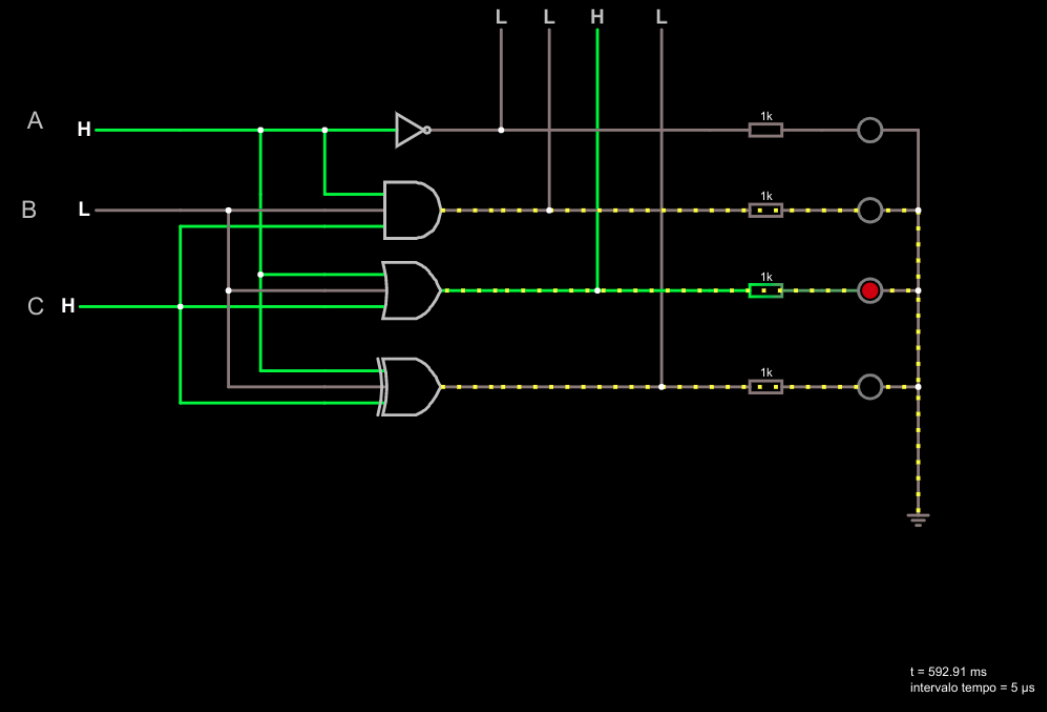 L L H L
A H
1k
B L
1k
1k
C H
1k
t = 592.91 ms
intervalo tempo = 5 µs